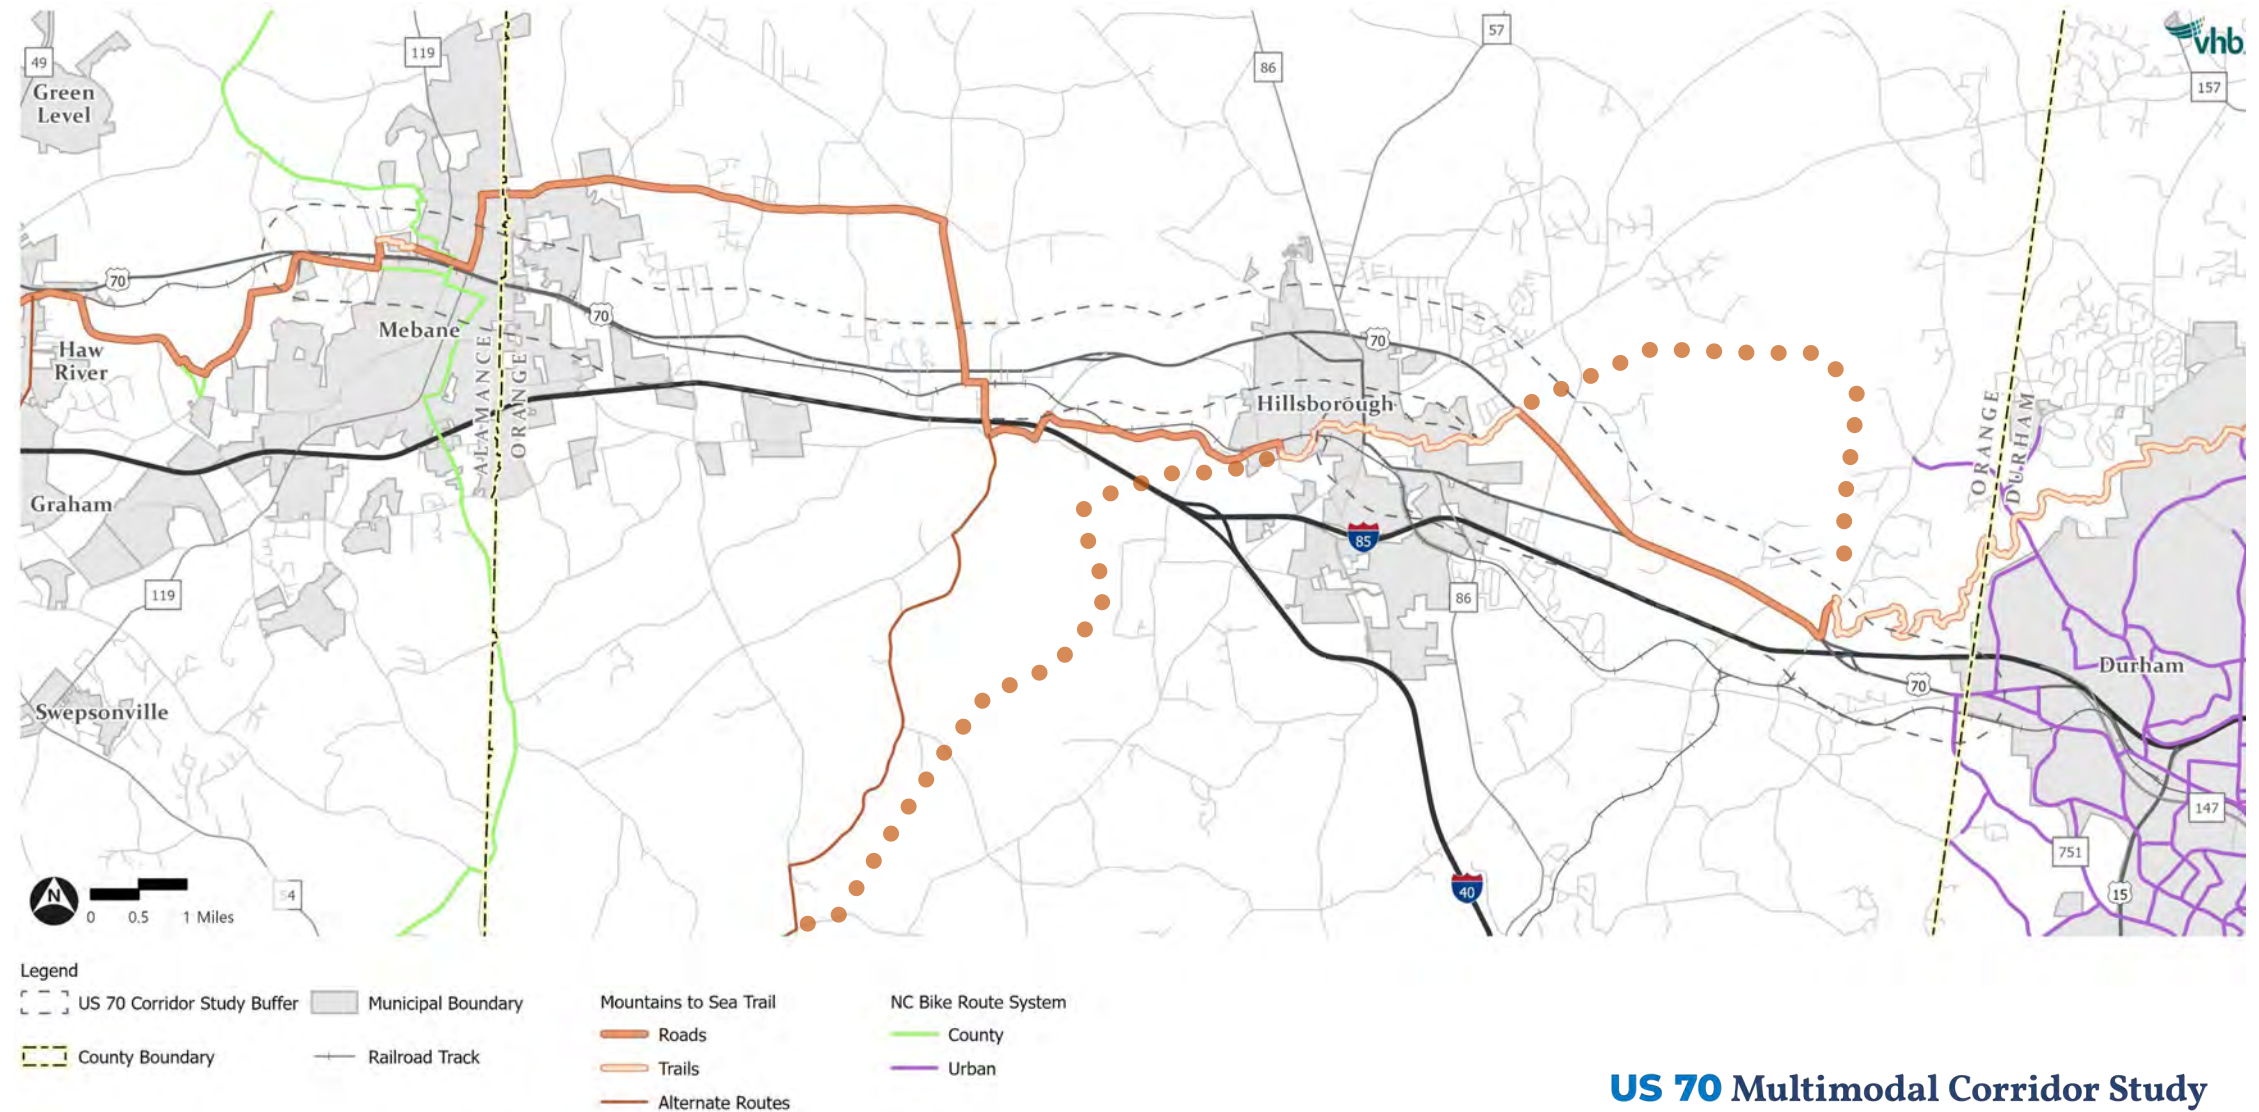 49
Green
Level
119
86
57
vhb
157
70
70
Mebane
Haw
River
ALAMANCE
ORANGE
70
Hillsborough
ORANGE
DURHAM
Graham
85
119
86
Durham
70
Swepsonville
147
751
15
40
54
N
0 0.5 1 Miles
Legend
US 70 Corridor Study Buffer
Municipal Boundary
County Boundary
Railroad Track
Mountains to Sea Trail
Roads
Trails
Alternate Routes
NC Bike Route System
County
Urban
US 70 Multimodal Corridor Study